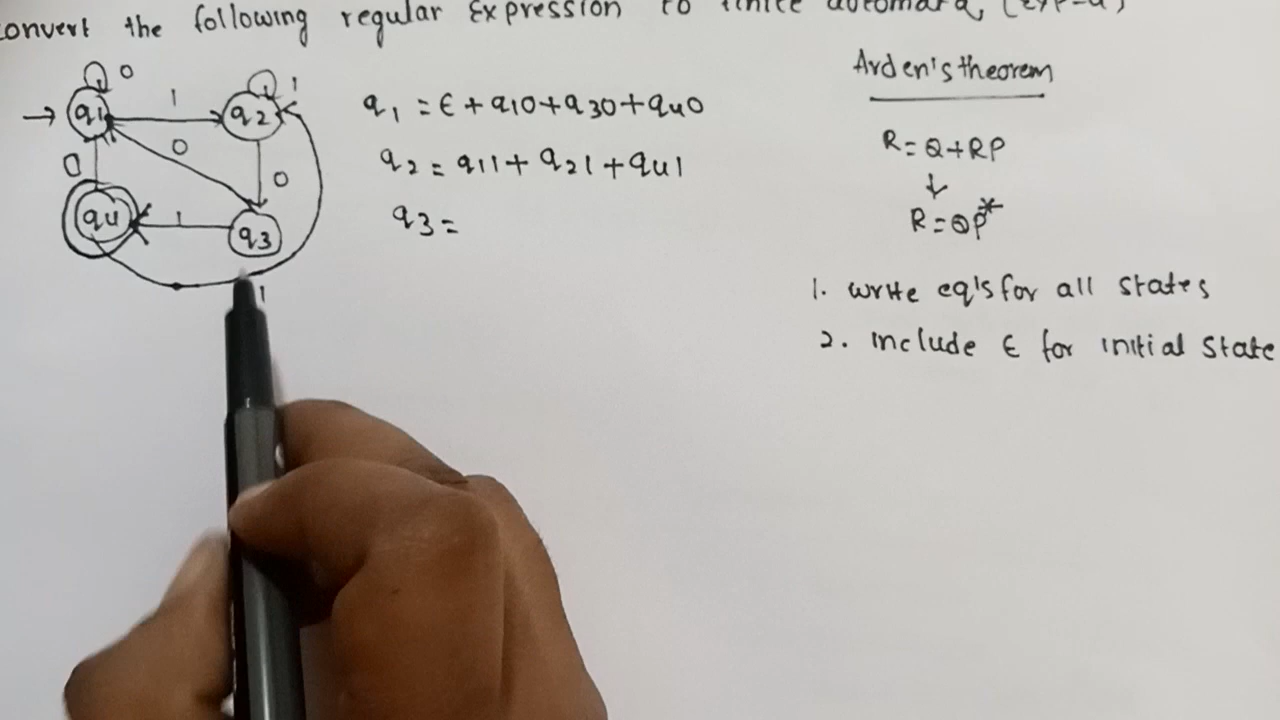 convert the following regular Expression to finite automata,
0
1
q1
1
q2
0
0
0
q4
1
q3
1
q1 = ε + q10 + q30 + q40
q2 = q11 + q21 + q41
q3 =
Arden's theorem
R = Q + RP
↓
R = QP*
1. write eq's for all states
2. include ε for initial state